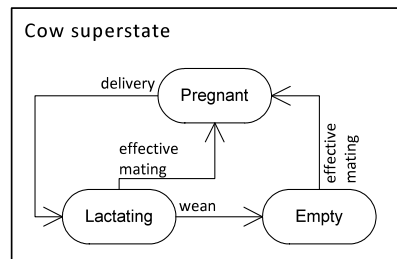 Cow superstate
delivery
Pregnant
effective
mating
effective
mating
Lactating
wean
Empty